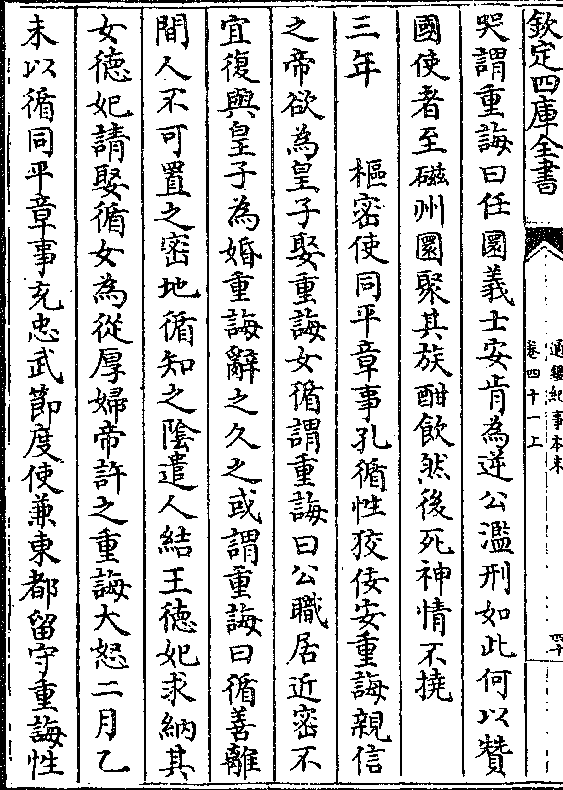 欽定四庫全書
通鑑紀事本末
卷四十一上
哭謂重誨曰任圜義士安肯為逆公濫刑如此何以贊
國使者至磁州圜聚其族酣飲然後死神情不撓
三年　樞密使同平章事孔循性狡佞安重誨親信
之帝欲為皇子娶重誨女循謂重誨曰公職居近密不
宜復與皇子為婚重誨辭之久之或謂重誨曰循善離
間人不可置之密地循知之陰遣人結王德妃求納其
女德妃請娶循女為從厚婦帝許之重誨大怒二月乙
未以循同平章事充忠武節度使兼東都留守重誨性